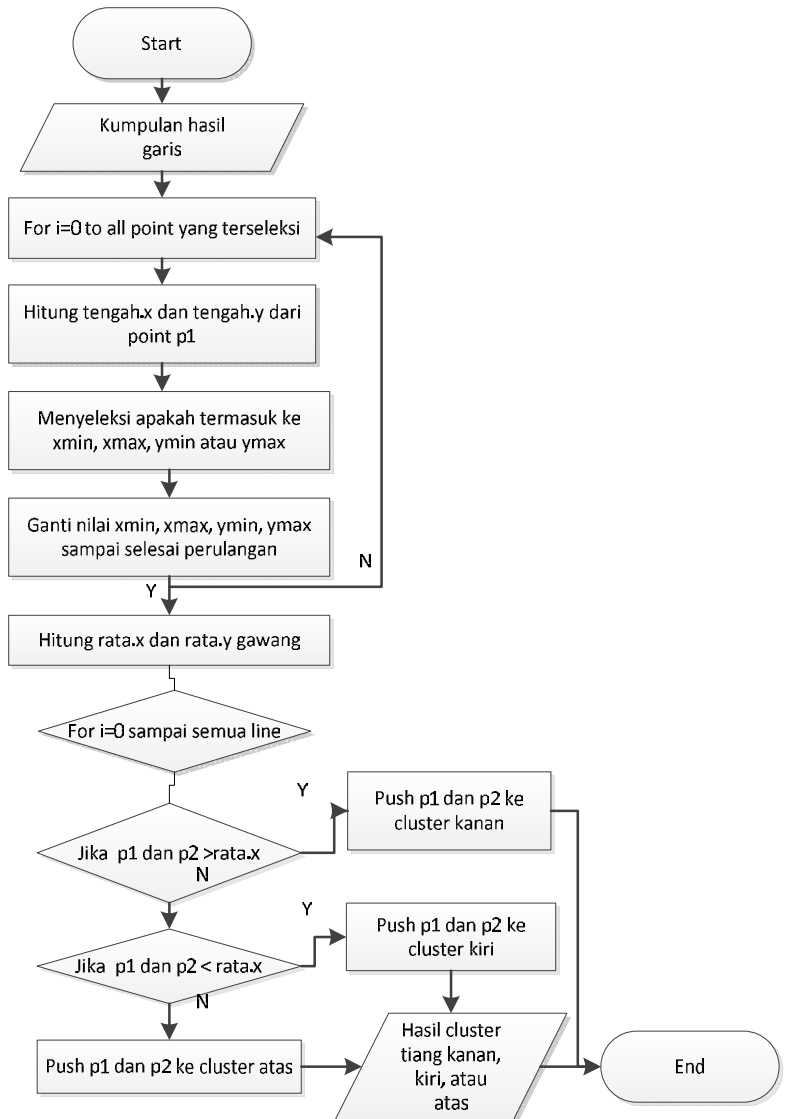 Start
Kumpulan hasil
garis
For i=0 to all point yang terseleksi
Hitung tengah.x dan tengah.y dari
point p1
Menyeleksi apakah termasuk ke
xmin, xmax, ymin atau ymax
Ganti nilai xmin, xmax, ymin, ymax
sampai selesai perulangan
N
Y
Hitung rata.x dan rata.y gawang
For i=0 sampai semua line
Y
Push p1 dan p2 ke
cluster kanan
Jika p1 dan p2 >rata.x
N
Y
Push p1 dan p2 ke
cluster kiri
Jika p1 dan p2 < rata.x
N
Push p1 dan p2 ke cluster atas
Hasil cluster
tiang kanan,
kiri, atau
atas
End